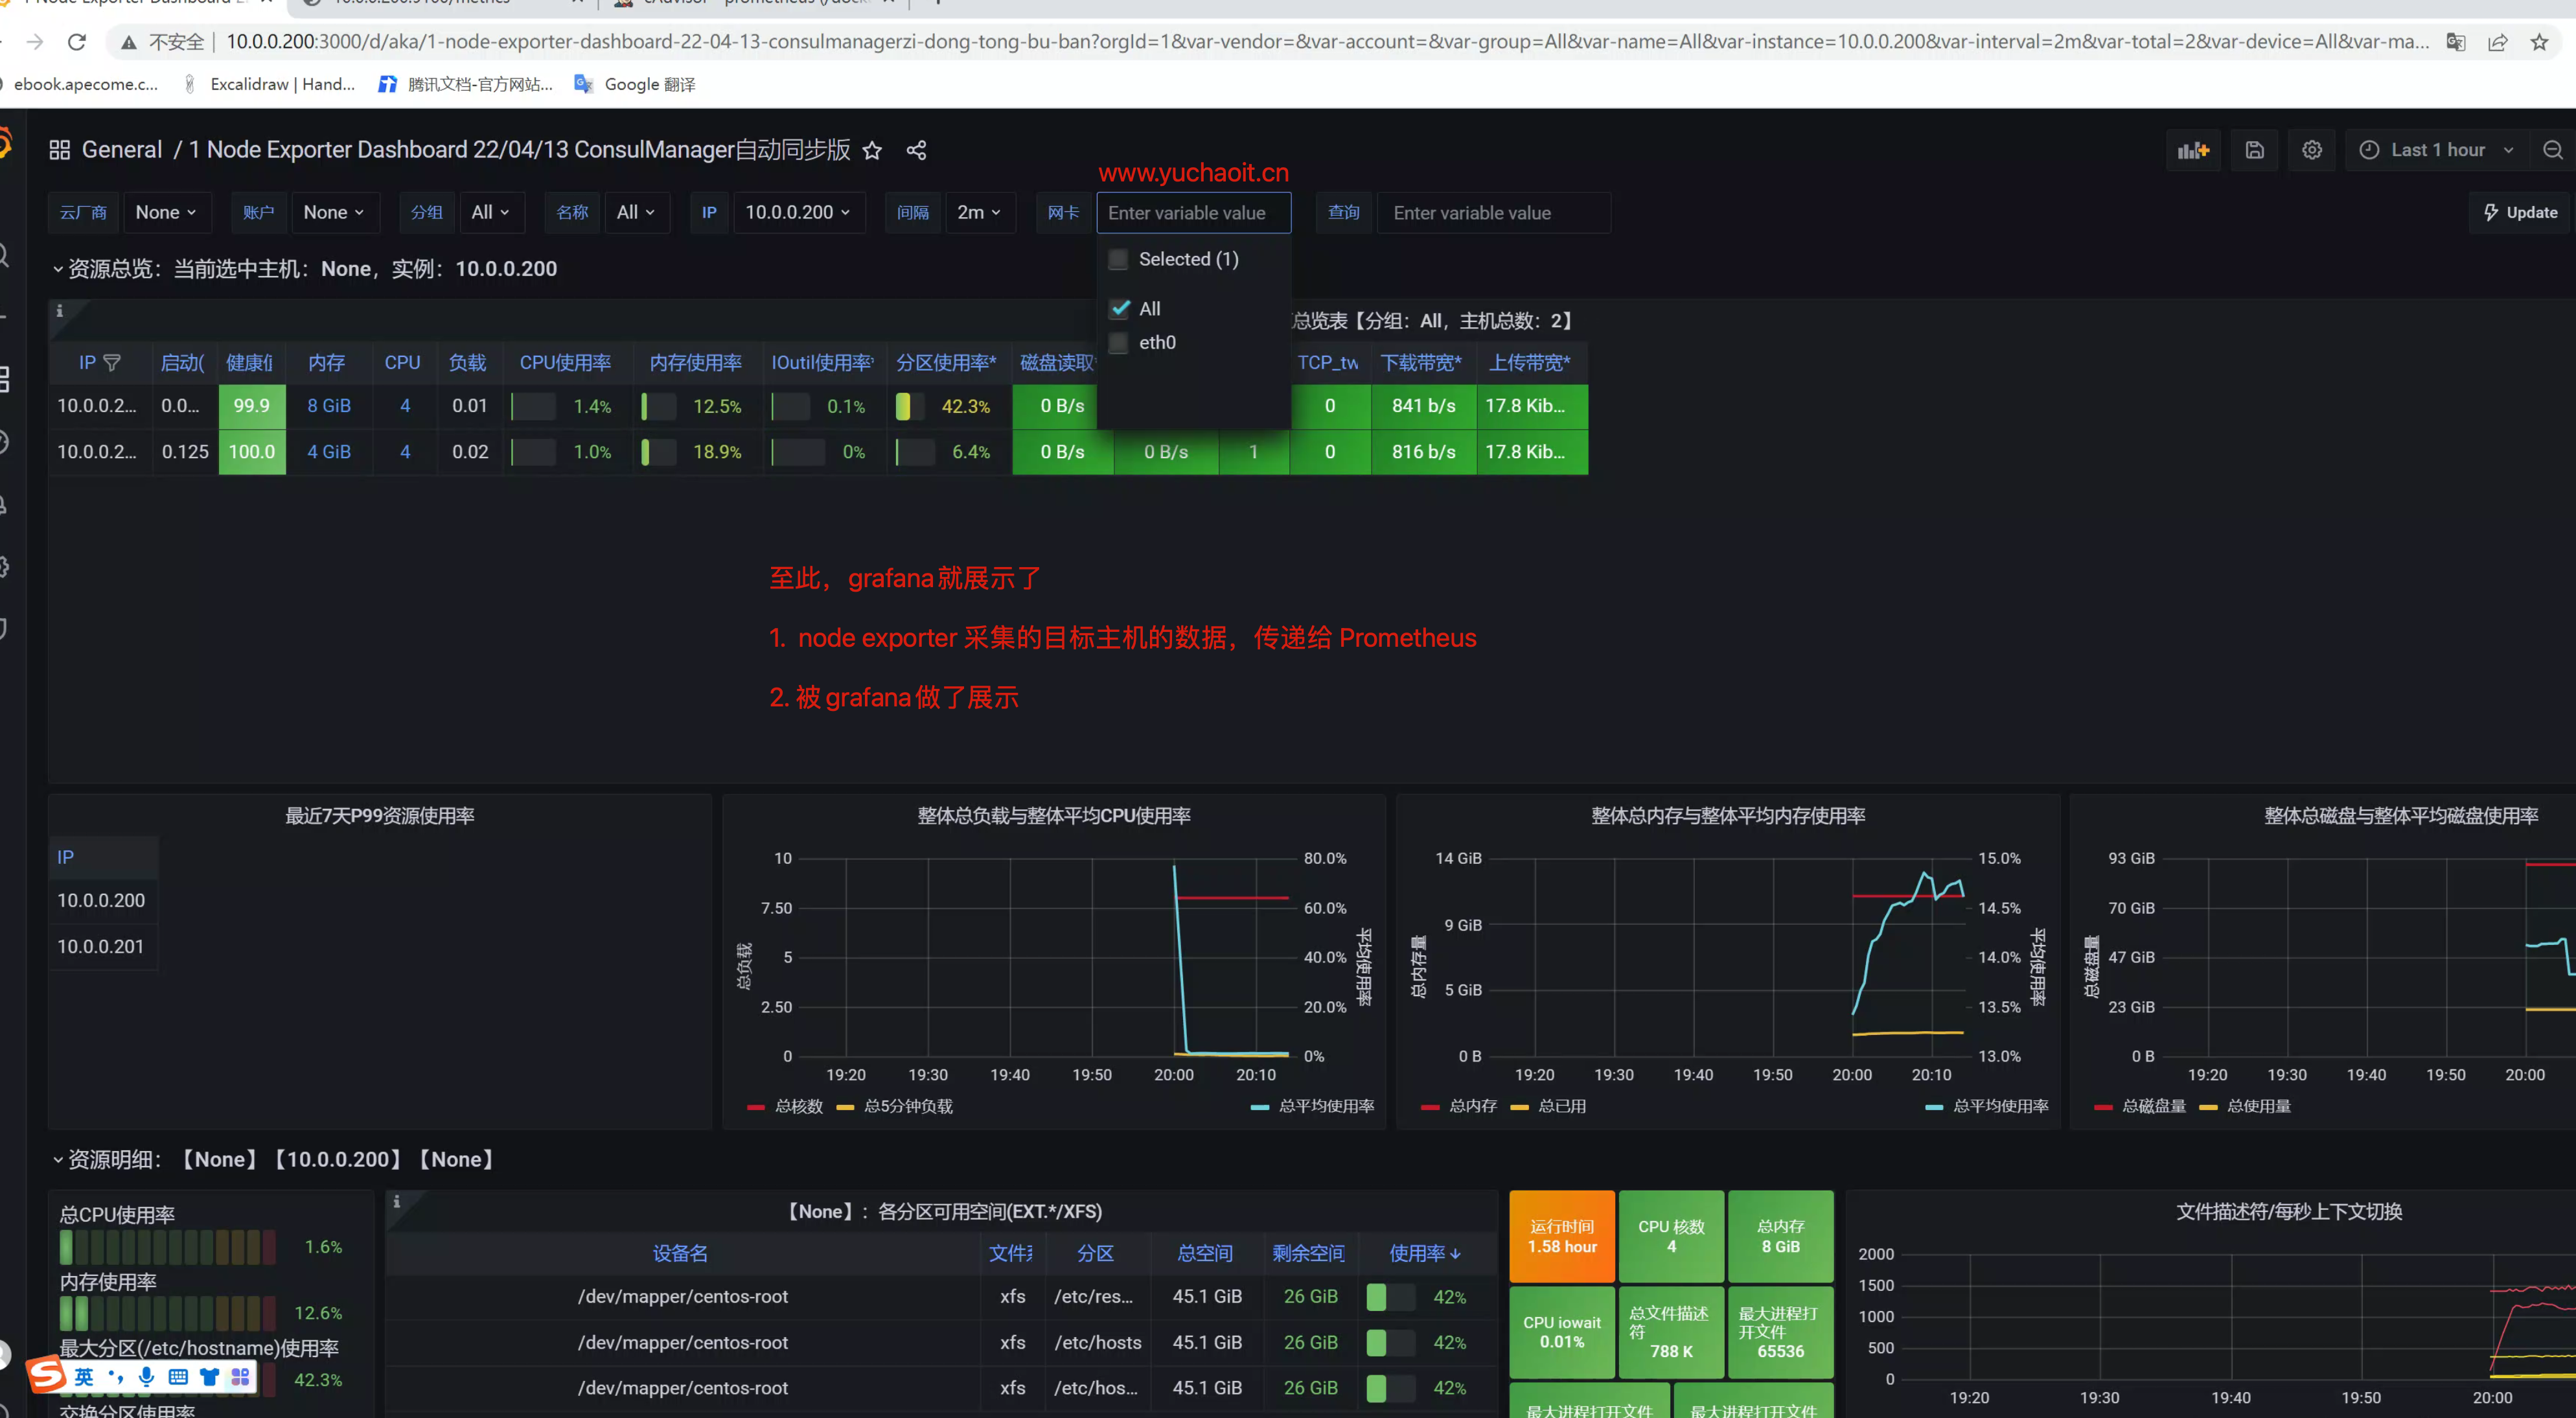 1 Node Exporter Dashboard 2
10.0.0.200:9100/metrics
cAdvisor - prometheus (/dock
不安全
10.0.0.200:3000/d/aka/1-node-exporter-dashboard-22-04-13-consulmanagerzi-dong-tong-bu-ban?orgId=1&var-vendor=&var-account=&var-group=All&var-name=All&var-instance=10.0.0.200&var-interval=2m&var-total=2&var-device=All&var-ma...
ebook.apecome.c... Excalidraw | Hand... 腾讯文档-官方网站... Google 翻译
General / 1 Node Exporter Dashboard 22/04/13 ConsulManager自动同步版
Last 1 hour
www.yuchaoit.cn
云厂商 None 账户 None 分组 All 名称 All IP 10.0.0.200 间隔 2m 网卡 Enter variable value 查询 Enter variable value Update
Selected (1)
All
eth0
资源总览：当前选中主机：None，实例：10.0.0.200
总览表【分组：All，主机总数：2】
IP 启动( 健康值 内存 CPU 负载 CPU使用率 内存使用率 IOutil使用率* 分区使用率* 磁盘读取* TCP_tw 下载带宽* 上传带宽*
10.0.0.2... 0.0... 99.9 8 GiB 4 0.01 1.4% 12.5% 0.1% 42.3% 0 B/s 0 841 b/s 17.8 Kib...
10.0.0.2... 0.125 100.0 4 GiB 4 0.02 1.0% 18.9% 0% 6.4% 0 B/s 0 B/s 1 0 816 b/s 17.8 Kib...
至此，grafana就展示了
1. node exporter 采集的目标主机的数据，传递给 Prometheus
2. 被grafana做了展示
最近7天P99资源使用率
IP
10.0.0.200
10.0.0.201
整体总负载与整体平均CPU使用率
总负载
10
7.50
5
2.50
0
80.0%
60.0%
40.0%
20.0%
0%
平均使用率
19:20 19:30 19:40 19:50 20:00 20:10
总核数 总5分钟负载 总平均使用率
整体总内存与整体平均内存使用率
总内存量
14 GiB
9 GiB
5 GiB
0 B
15.0%
14.5%
14.0%
13.5%
13.0%
平均使用率
19:20 19:30 19:40 19:50 20:00 20:10
总内存 总已用 总平均使用率
整体总磁盘与整体平均磁盘使用率
总磁盘量
93 GiB
70 GiB
47 GiB
23 GiB
0 B
19:20 19:30 19:40 19:50 20:00
总磁盘量 总使用量
资源明细：【None】【10.0.0.200】【None】
总CPU使用率
1.6%
内存使用率
12.6%
最大分区(/etc/hostname)使用率
42.3%
交换分区使用率
英
【None】：各分区可用空间(EXT.*/XFS)
设备名 文件系 分区 总空间 剩余空间 使用率
/dev/mapper/centos-root xfs /etc/res... 45.1 GiB 26 GiB 42%
/dev/mapper/centos-root xfs /etc/hosts 45.1 GiB 26 GiB 42%
/dev/mapper/centos-root xfs /etc/hos... 45.1 GiB 26 GiB 42%
运行时间
1.58 hour
CPU 核数
4
总内存
8 GiB
CPU iowait
0.01%
总文件描述
符
788 K
最大进程打
开文件
65536
最大进程打开文件
最大进程打开文件
文件描述符/每秒上下文切换
2000
1500
1000
500
0
19:20 19:30 19:40 19:50 20:00